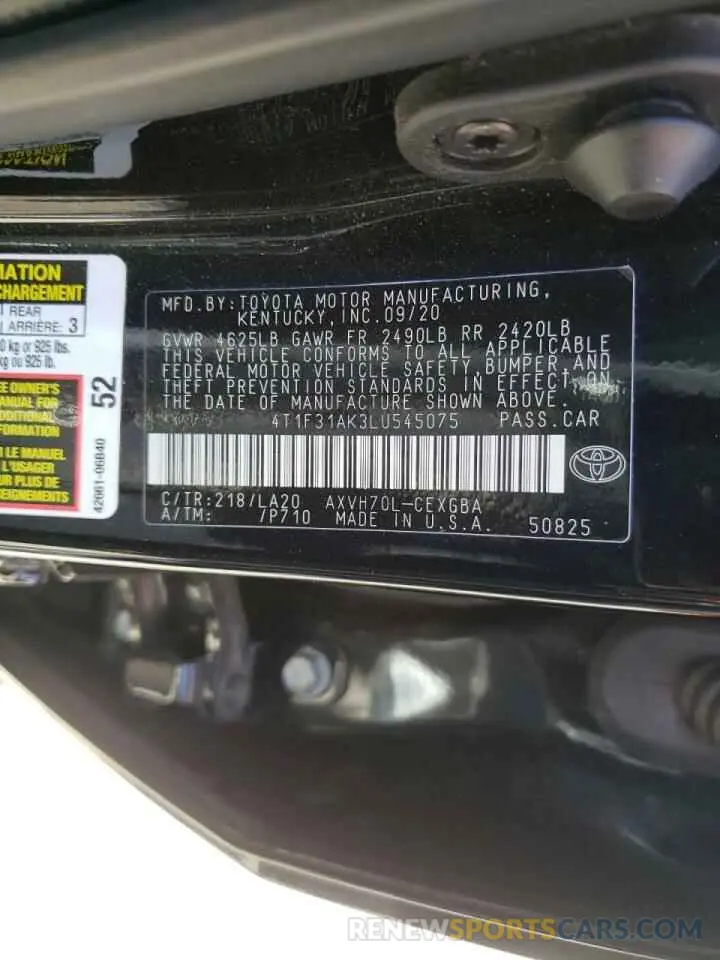 MATION
CHARGEMENT
REAR
ARRIÈRE: 3
kg or 925 lbs.
kg ou 925 lb.
EE OWNER'S
MANUAL FOR
ADDITIONAL
INFORMATION
LE MANUEL
L'USAGER
PLUS DE
SEIGNEMENTS
52
42661-06B40
MFD.BY:TOYOTA MOTOR MANUFACTURING,
KENTUCKY, INC.09/20
GVWR 4625LB GAWR FR 2490LB RR 2420LB
THIS VEHICLE CONFORMS TO ALL APPLICABLE
FEDERAL MOTOR VEHICLE SAFETY,BUMPER,AND
THEFT PREVENTION STANDARDS IN EFFECT ON
THE DATE OF MANUFACTURE SHOWN ABOVE.
4T1F31AK3LU545075 PASS.CAR
C/TR:218/LA20 AXVH70L-CEXGBA
A/TM: /P710 MADE IN U.S.A. 50825
RENEWSPORTSCARS.COM